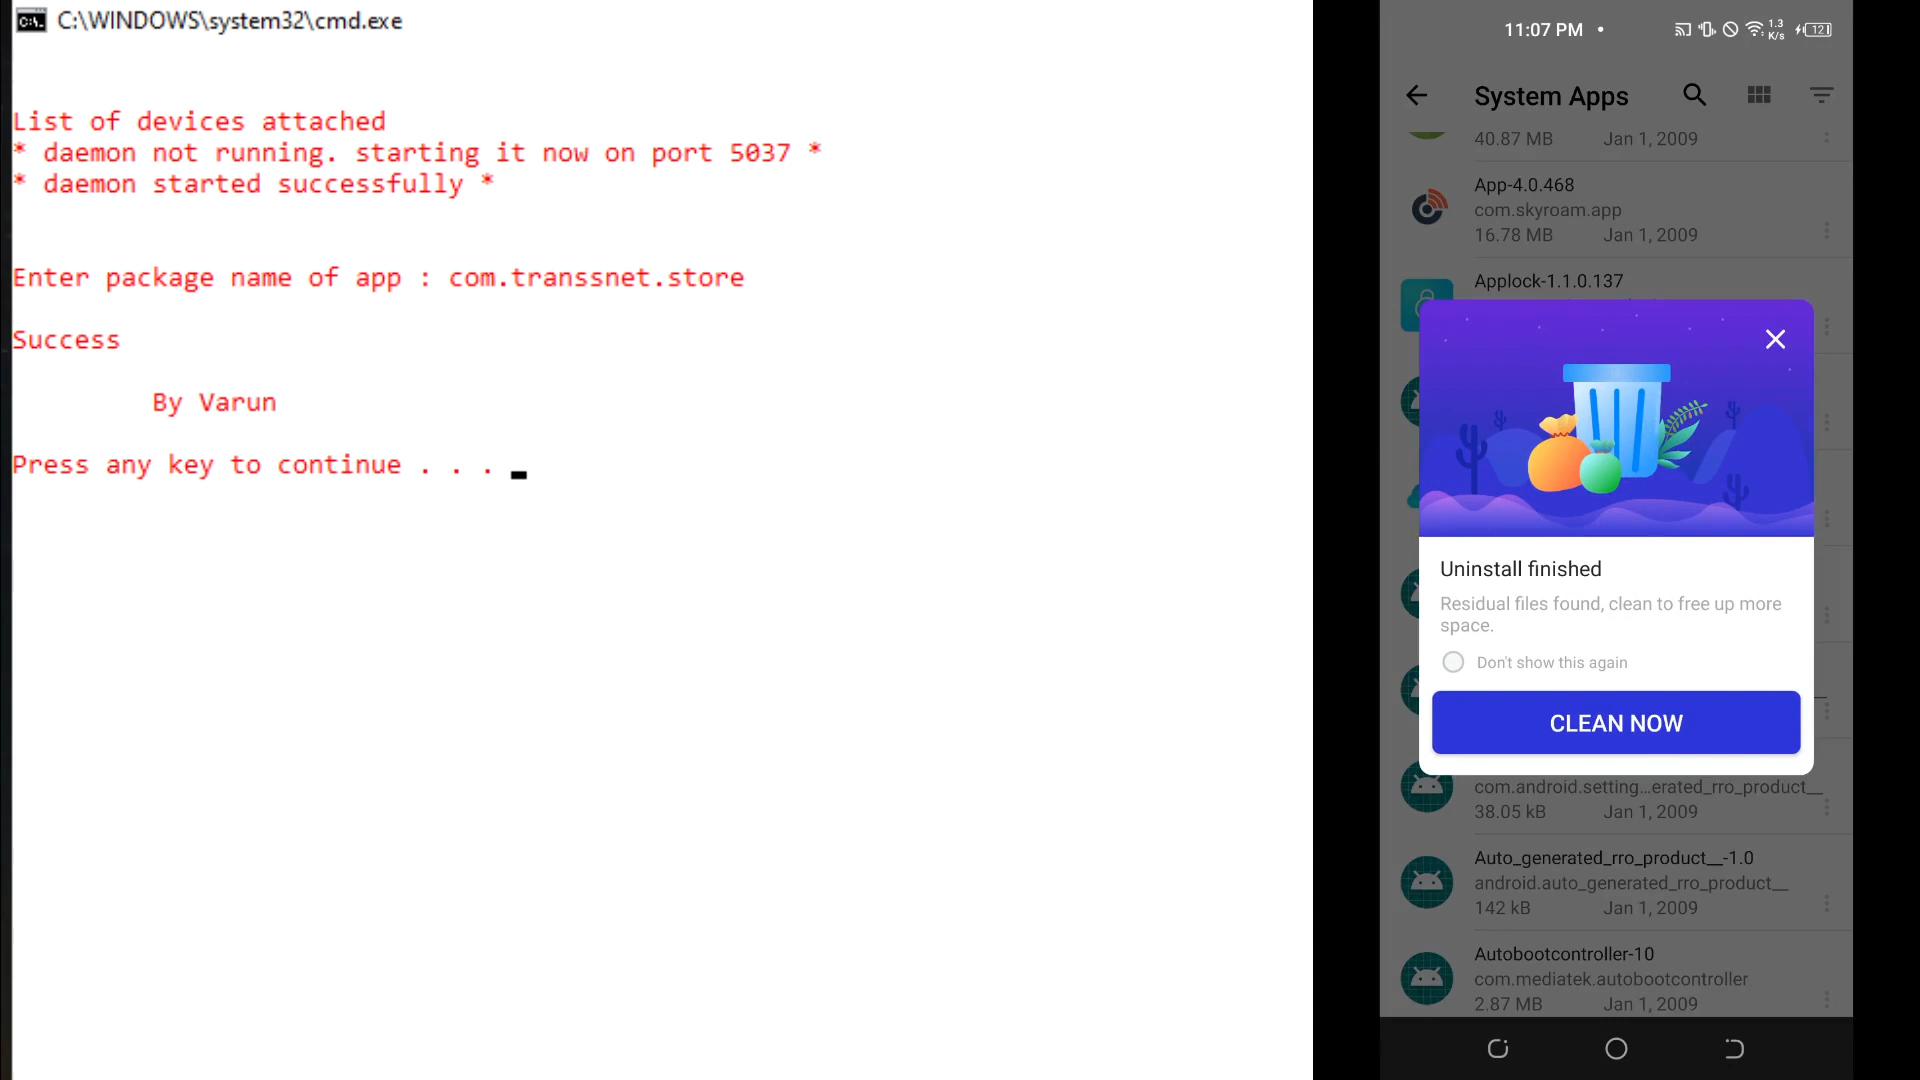 C:\WINDOWS\system32\cmd.exe
List of devices attached
* daemon not running. starting it now on port 5037 *
* daemon started successfully *
Enter package name of app : com.transsnet.store
Success
By Varun
Press any key to continue . . .
11:07 PM
1.3
K/s
12
System Apps
40.87 MB Jan 1, 2009
App-4.0.468
com.skyroam.app
16.78 MB Jan 1, 2009
Applock-1.1.0.137
Uninstall finished
Residual files found, clean to free up more
space.
Don't show this again
CLEAN NOW
com.android.setting...erated_rro_product__
38.05 kB Jan 1, 2009
Auto_generated_rro_product__-1.0
android.auto_generated_rro_product__
142 kB Jan 1, 2009
Autobootcontroller-10
com.mediatek.autobootcontroller
2.87 MB Jan 1, 2009